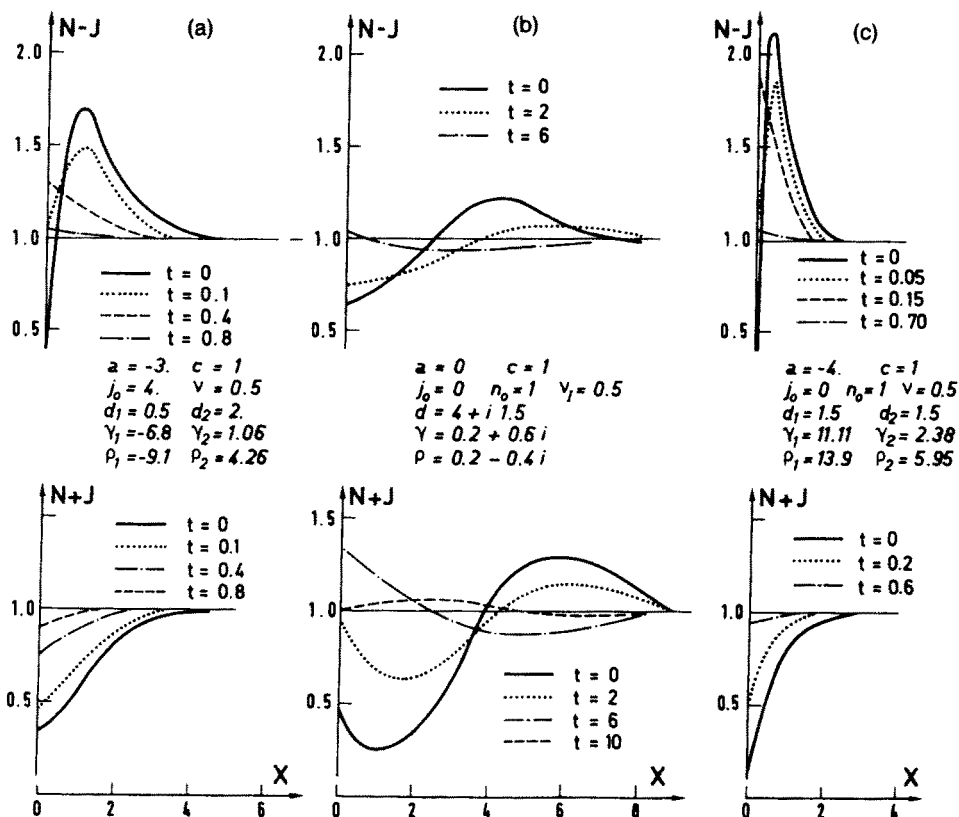 N-J (a)
2.0
1.5
1.0
0.5
t = 0
t = 0.1
t = 0.4
t = 0.8
a = -3. c = 1
j₀ = 4. ν = 0.5
d₁ = 0.5 d₂ = 2.
γ₁ = -6.8 γ₂ = 1.06
ρ₁ = -9.1 ρ₂ = 4.26
N+J
t = 0
t = 0.1
t = 0.4
t = 0.8
1.0
0.5
X
0 2 4 6
N-J (b)
2.0
1.5
1.0
0.5
t = 0
t = 2
t = 6
a = 0 c = 1
j₀ = 0 n₀ = 1 ν_I = 0.5
d = 4 + i 1.5
γ = 0.2 + 0.6 i
ρ = 0.2 - 0.4 i
N+J
1.5
1.0
0.5
t = 0
t = 2
t = 6
t = 10
X
0 2 4 6 8
N-J (c)
2.0
1.5
1.0
0.5
t = 0
t = 0.05
t = 0.15
t = 0.70
a = -4. c = 1
j₀ = 0 n₀ = 1 ν = 0.5
d₁ = 1.5 d₂ = 1.5
γ₁ = 11.11 γ₂ = 2.38
ρ₁ = 13.9 ρ₂ = 5.95
N+J
t = 0
t = 0.2
t = 0.6
1.0
0.5
X
0 2 4